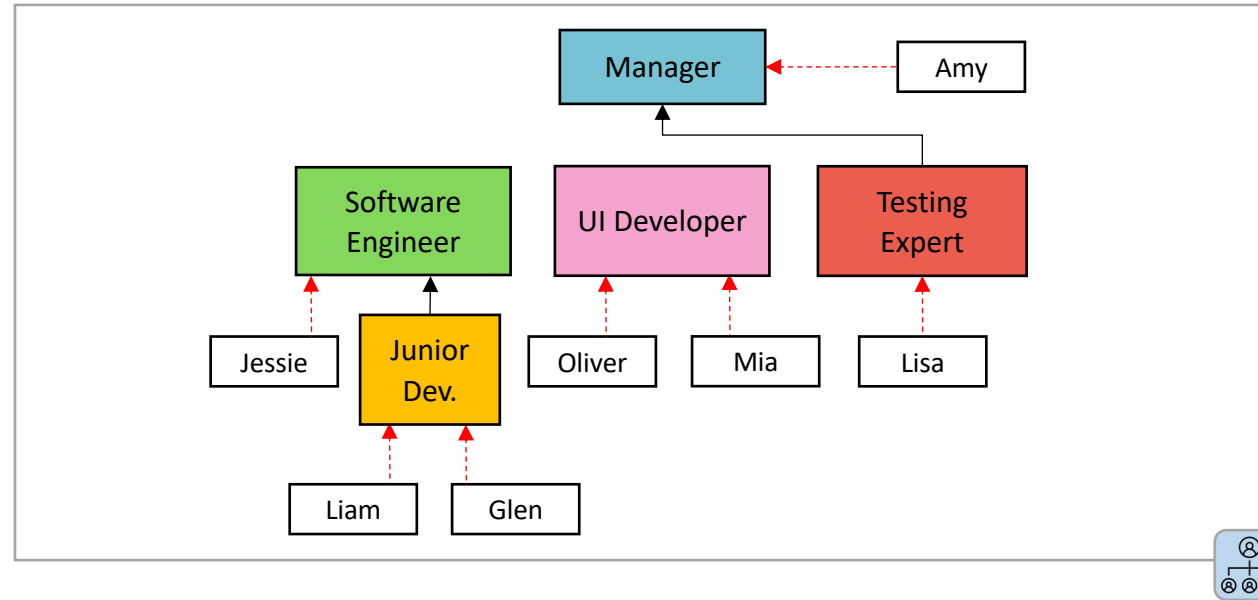 Manager
Amy
Software
Engineer
UI Developer
Testing
Expert
Jessie
Junior
Dev.
Oliver
Mia
Lisa
Liam
Glen